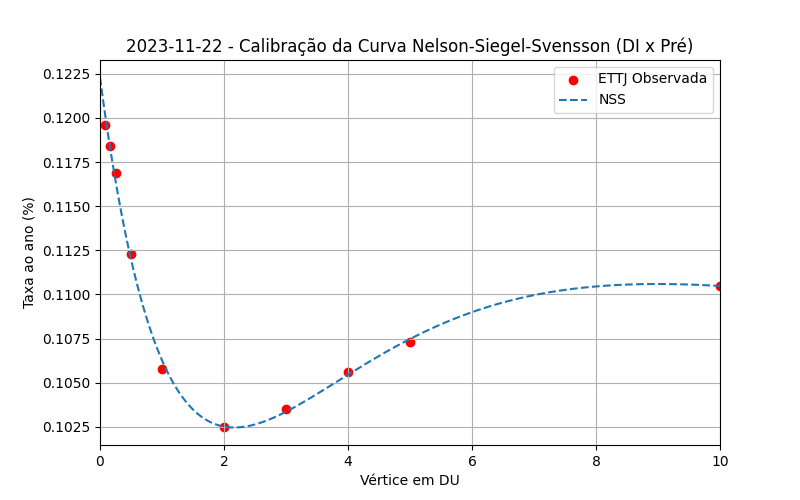 2023-11-22 - Calibração da Curva Nelson-Siegel-Svensson (DI x Pré)
ETTJ Observada
NSS
Taxa ao ano (%)
0.1225
0.1200
0.1175
0.1150
0.1125
0.1100
0.1075
0.1050
0.1025
0 2 4 6 8 10
Vértice em DU